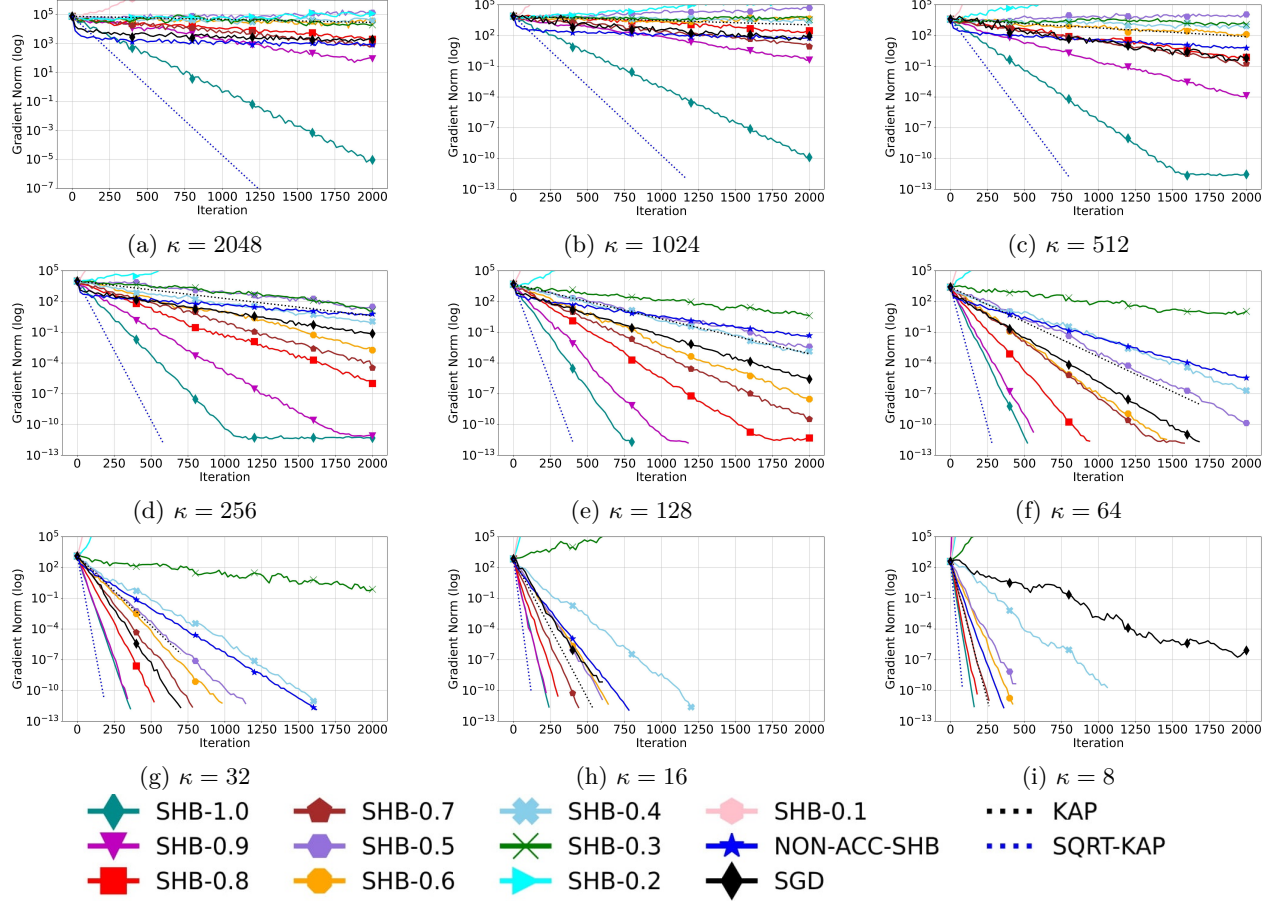 Gradient Norm (log)
10^5
10^3
10^1
10^-1
10^-3
10^-5
10^-7
0 250 500 750 1000 1250 1500 1750 2000
Iteration
(a) κ = 2048
Gradient Norm (log)
10^5
10^2
10^-1
10^-4
10^-7
10^-10
10^-13
0 250 500 750 1000 1250 1500 1750 2000
Iteration
(b) κ = 1024
Gradient Norm (log)
10^5
10^2
10^-1
10^-4
10^-7
10^-10
10^-13
0 250 500 750 1000 1250 1500 1750 2000
Iteration
(c) κ = 512
Gradient Norm (log)
10^5
10^2
10^-1
10^-4
10^-7
10^-10
10^-13
0 250 500 750 1000 1250 1500 1750 2000
Iteration
(d) κ = 256
Gradient Norm (log)
10^5
10^2
10^-1
10^-4
10^-7
10^-10
10^-13
0 250 500 750 1000 1250 1500 1750 2000
Iteration
(e) κ = 128
Gradient Norm (log)
10^5
10^2
10^-1
10^-4
10^-7
10^-10
10^-13
0 250 500 750 1000 1250 1500 1750 2000
Iteration
(f) κ = 64
Gradient Norm (log)
10^5
10^2
10^-1
10^-4
10^-7
10^-10
10^-13
0 250 500 750 1000 1250 1500 1750 2000
Iteration
(g) κ = 32
Gradient Norm (log)
10^5
10^2
10^-1
10^-4
10^-7
10^-10
10^-13
0 250 500 750 1000 1250 1500 1750 2000
Iteration
(h) κ = 16
Gradient Norm (log)
10^5
10^2
10^-1
10^-4
10^-7
10^-10
10^-13
0 250 500 750 1000 1250 1500 1750 2000
Iteration
(i) κ = 8
SHB-1.0 SHB-0.7 SHB-0.4 SHB-0.1 KAP
SHB-0.9 SHB-0.5 SHB-0.3 NON-ACC-SHB SQRT-KAP
SHB-0.8 SHB-0.6 SHB-0.2 SGD